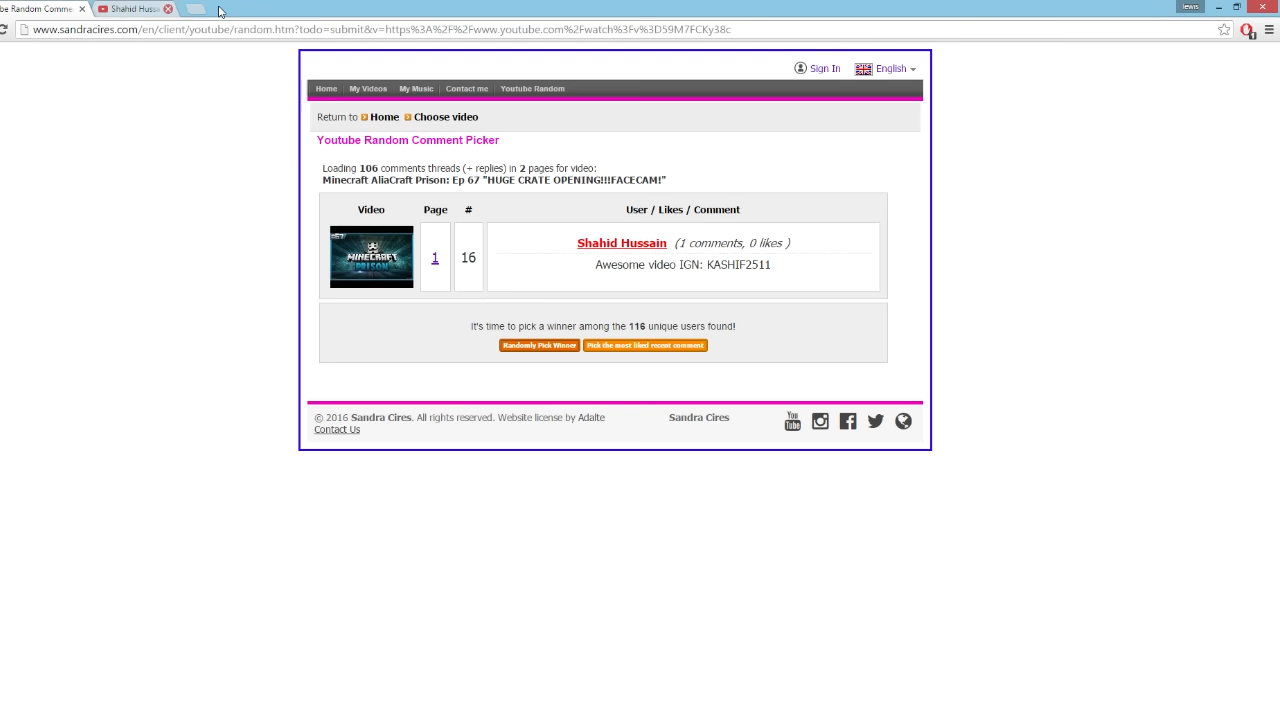 be Random Comme
Shahid Hussa
lewis
www.sandracires.com/en/client/youtube/random.htm?todo=submit&v=https%3A%2F%2Fwww.youtube.com%2Fwatch%3Fv%3D59M7FCKy38c
Sign In
English
Home My Videos My Music Contact me Youtube Random
Return to Home Choose video
Youtube Random Comment Picker
Loading 106 comments threads (+ replies) in 2 pages for video:
Minecraft AliaCraft Prison: Ep 67 "HUGE CRATE OPENING!!!FACECAM!"
Video Page # User / Likes / Comment
MINECRAFT
PRISON
1
16
Shahid Hussain (1 comments, 0 likes )
Awesome video IGN: KASHIF2511
It's time to pick a winner among the 116 unique users found!
Randomly Pick Winner Pick the most liked recent comment
© 2016 Sandra Cires. All rights reserved. Website license by Adalte
Contact Us
Sandra Cires
You
Tube